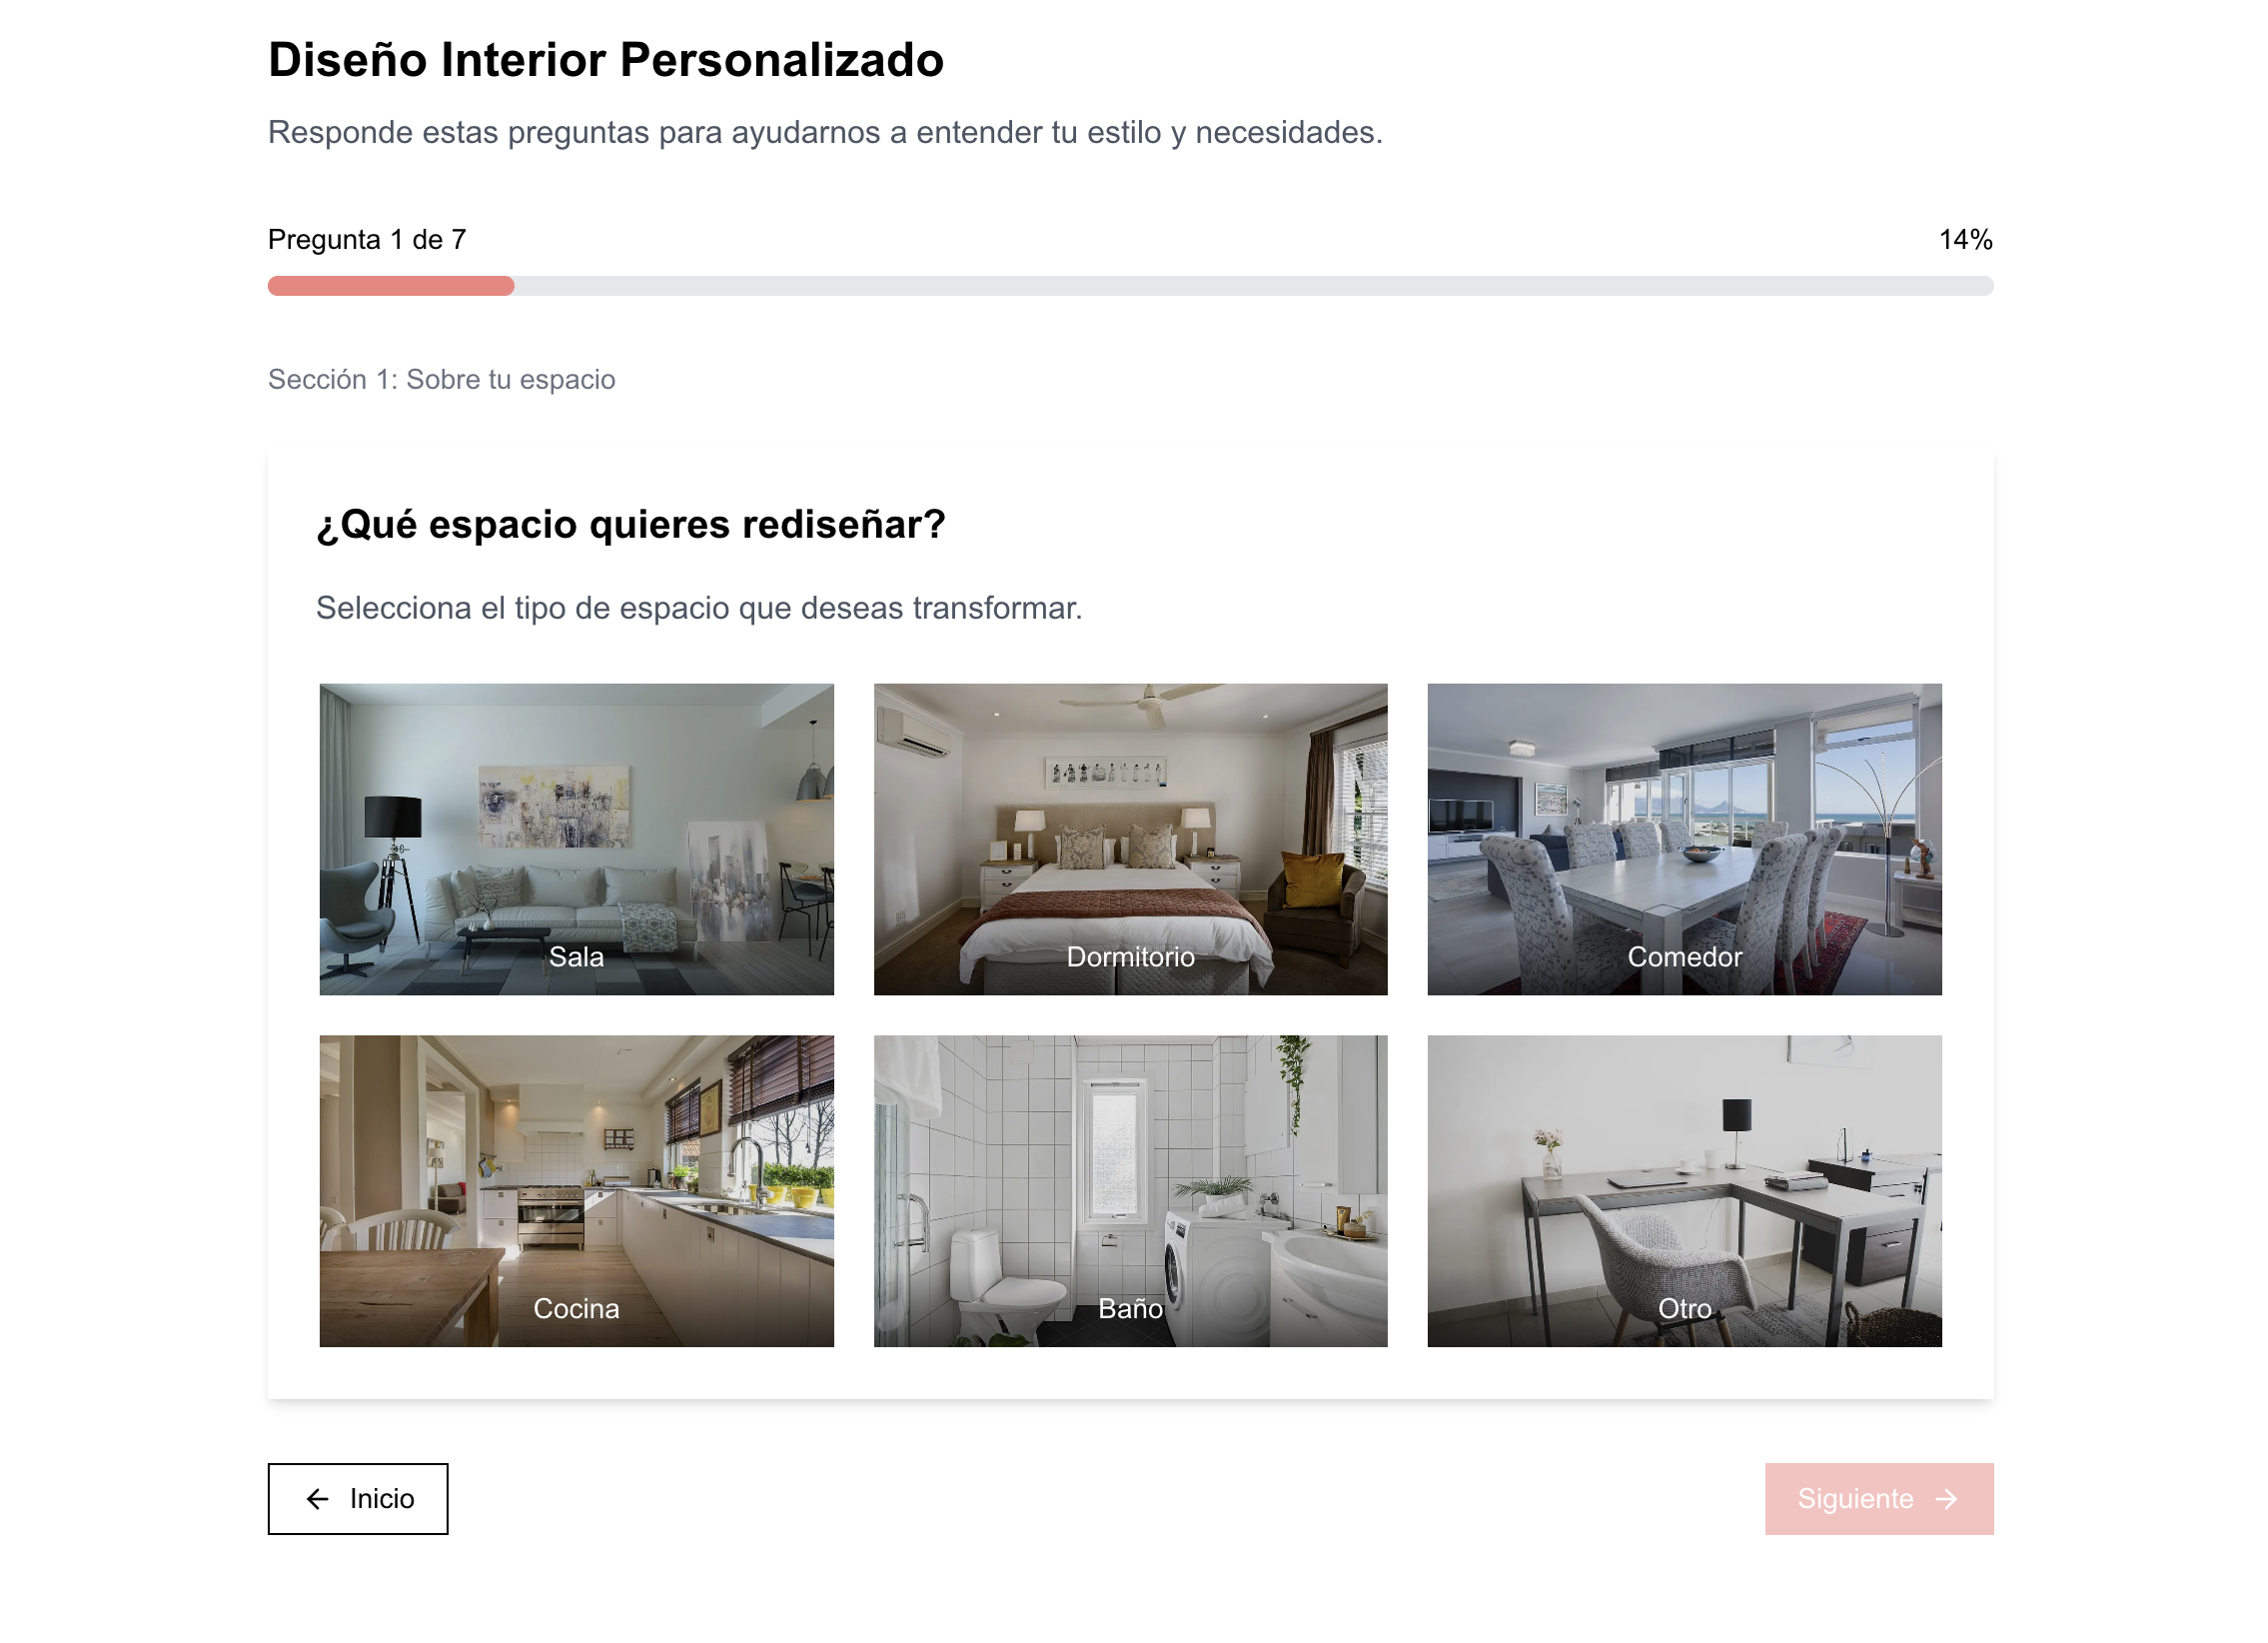 Diseño Interior Personalizado
Responde estas preguntas para ayudarnos a entender tu estilo y necesidades.
Pregunta 1 de 7
14%
Sección 1: Sobre tu espacio
¿Qué espacio quieres rediseñar?
Selecciona el tipo de espacio que deseas transformar.
Sala
Dormitorio
Comedor
Cocina
Baño
Otro
Inicio
Siguiente